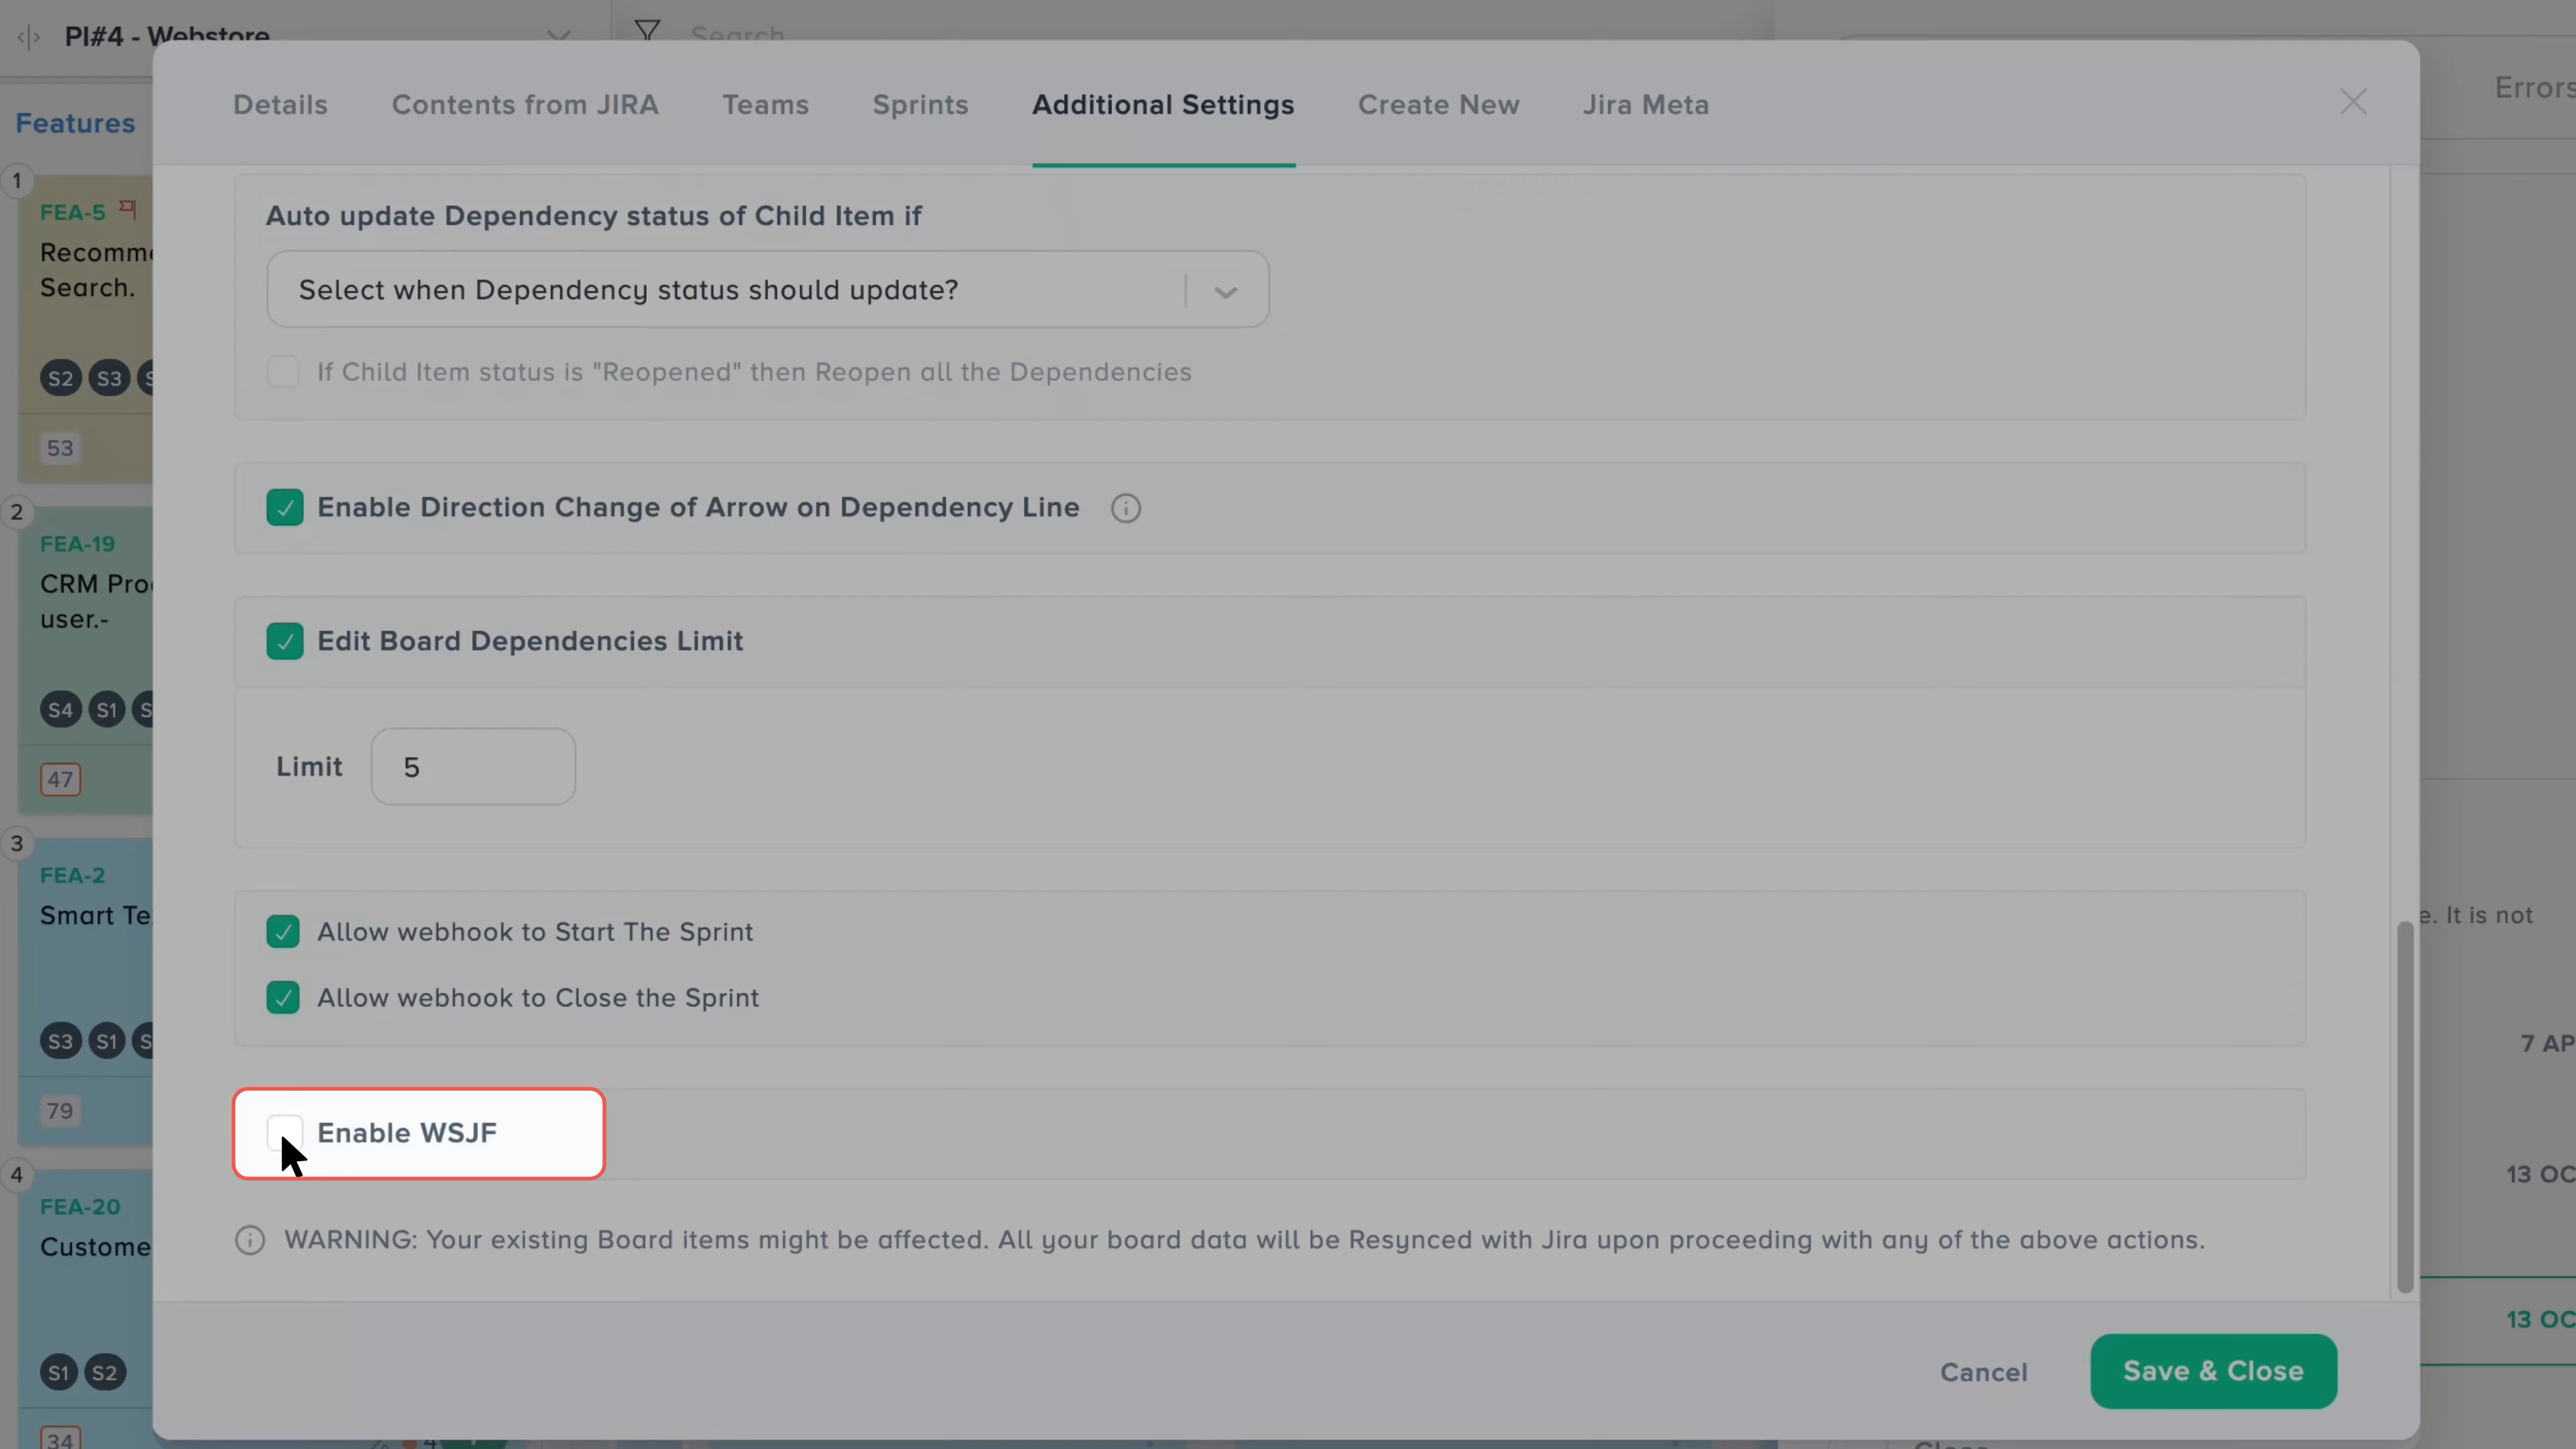 PI#4 - Webstore
Search
Errors
Details Contents from JIRA Teams Sprints Additional Settings Create New Jira Meta
Features
1
FEA-5
Search.
S2 S3
53
2
FEA-19
CRM
user.-
S4 S1
47
3
FEA-2
Smart
S3 S1
79
4
FEA-20
S1 S2
34
Auto update Dependency status of Child Item if
Select when Dependency status should update?
If Child Item status is "Reopened" then Reopen all the Dependencies
Enable Direction Change of Arrow on Dependency Line
Edit Board Dependencies Limit
Limit 5
Allow webhook to Start The Sprint
Allow webhook to Close the Sprint
Enable WSJF
WARNING: Your existing Board items might be affected. All your board data will be Resynced with Jira upon proceeding with any of the above actions.
Cancel Save & Close
e. It is not
7 AP
13 OC
13 OC